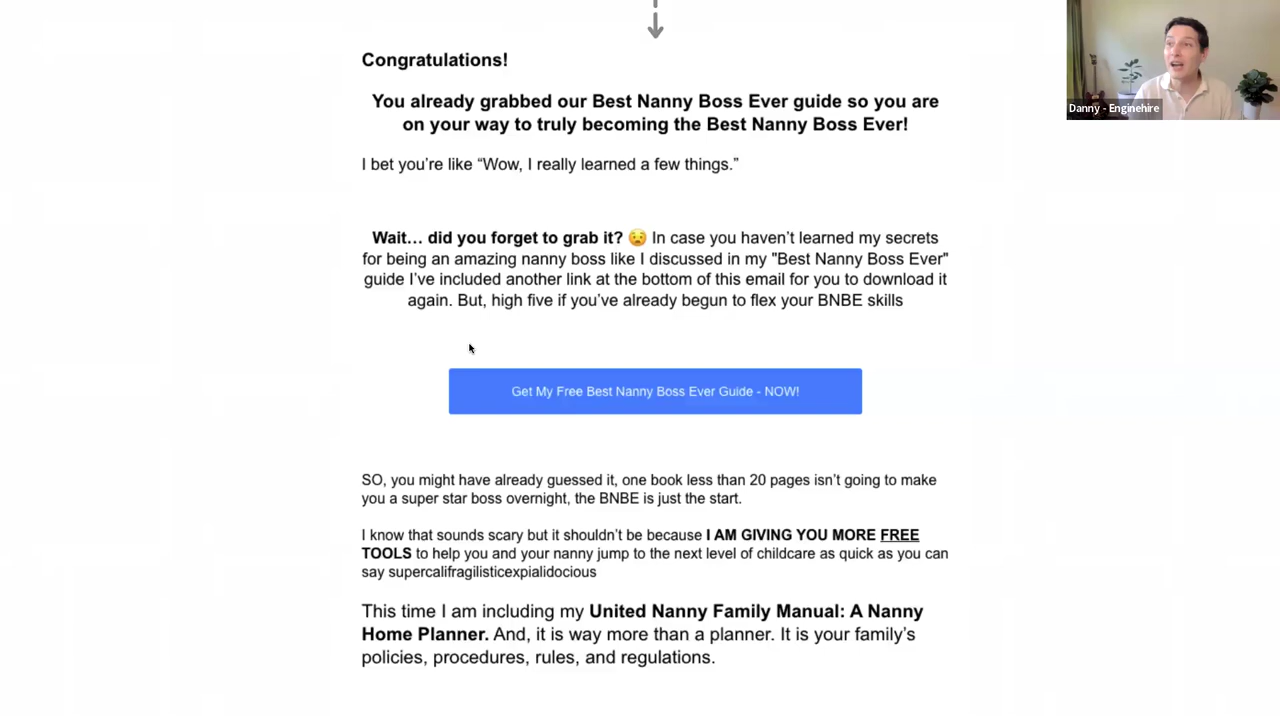 Congratulations!
You already grabbed our Best Nanny Boss Ever guide so you are
on your way to truly becoming the Best Nanny Boss Ever!
I bet you’re like “Wow, I really learned a few things.”
Wait… did you forget to grab it? 😧 In case you haven’t learned my secrets
for being an amazing nanny boss like I discussed in my "Best Nanny Boss Ever"
guide I’ve included another link at the bottom of this email for you to download it
again. But, high five if you’ve already begun to flex your BNBE skills
Get My Free Best Nanny Boss Ever Guide - NOW!
SO, you might have already guessed it, one book less than 20 pages isn’t going to make
you a super star boss overnight, the BNBE is just the start.
I know that sounds scary but it shouldn’t be because I AM GIVING YOU MORE FREE
TOOLS to help you and your nanny jump to the next level of childcare as quick as you can
say supercalifragilisticexpialidocious
This time I am including my United Nanny Family Manual: A Nanny
Home Planner. And, it is way more than a planner. It is your family’s
policies, procedures, rules, and regulations.
Danny - Enginehire